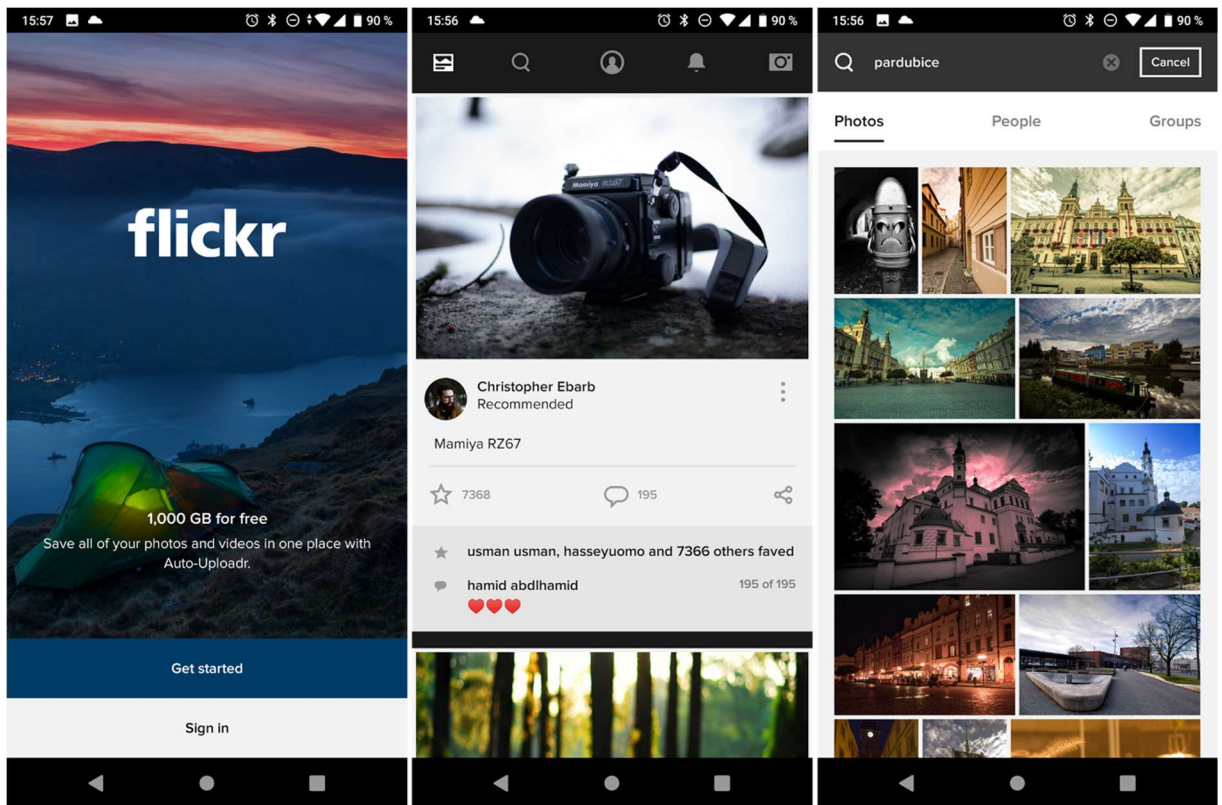 15:57
90 %
flickr
1,000 GB for free
Save all of your photos and videos in one place with
Auto-Uploadr.
Get started
Sign in
15:56
90 %
Mamiya RZ67
Christopher Ebarb
Recommended
Mamiya RZ67
7368
195
usman usman, hasseyuomo and 7366 others faved
hamid abdlhamid
195 of 195
15:56
90 %
pardubice
Cancel
Photos
People
Groups